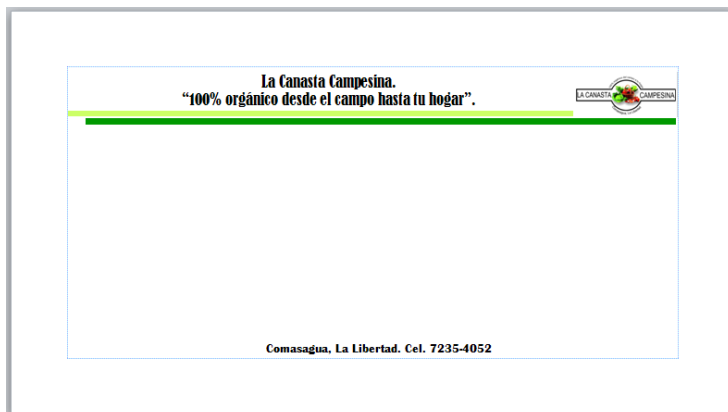 La Canasta Campesina.
“100% orgánico desde el campo hasta tu hogar”.
LA CANASTA CAMPESINA
Comasagua, La Libertad. Cel. 7235-4052